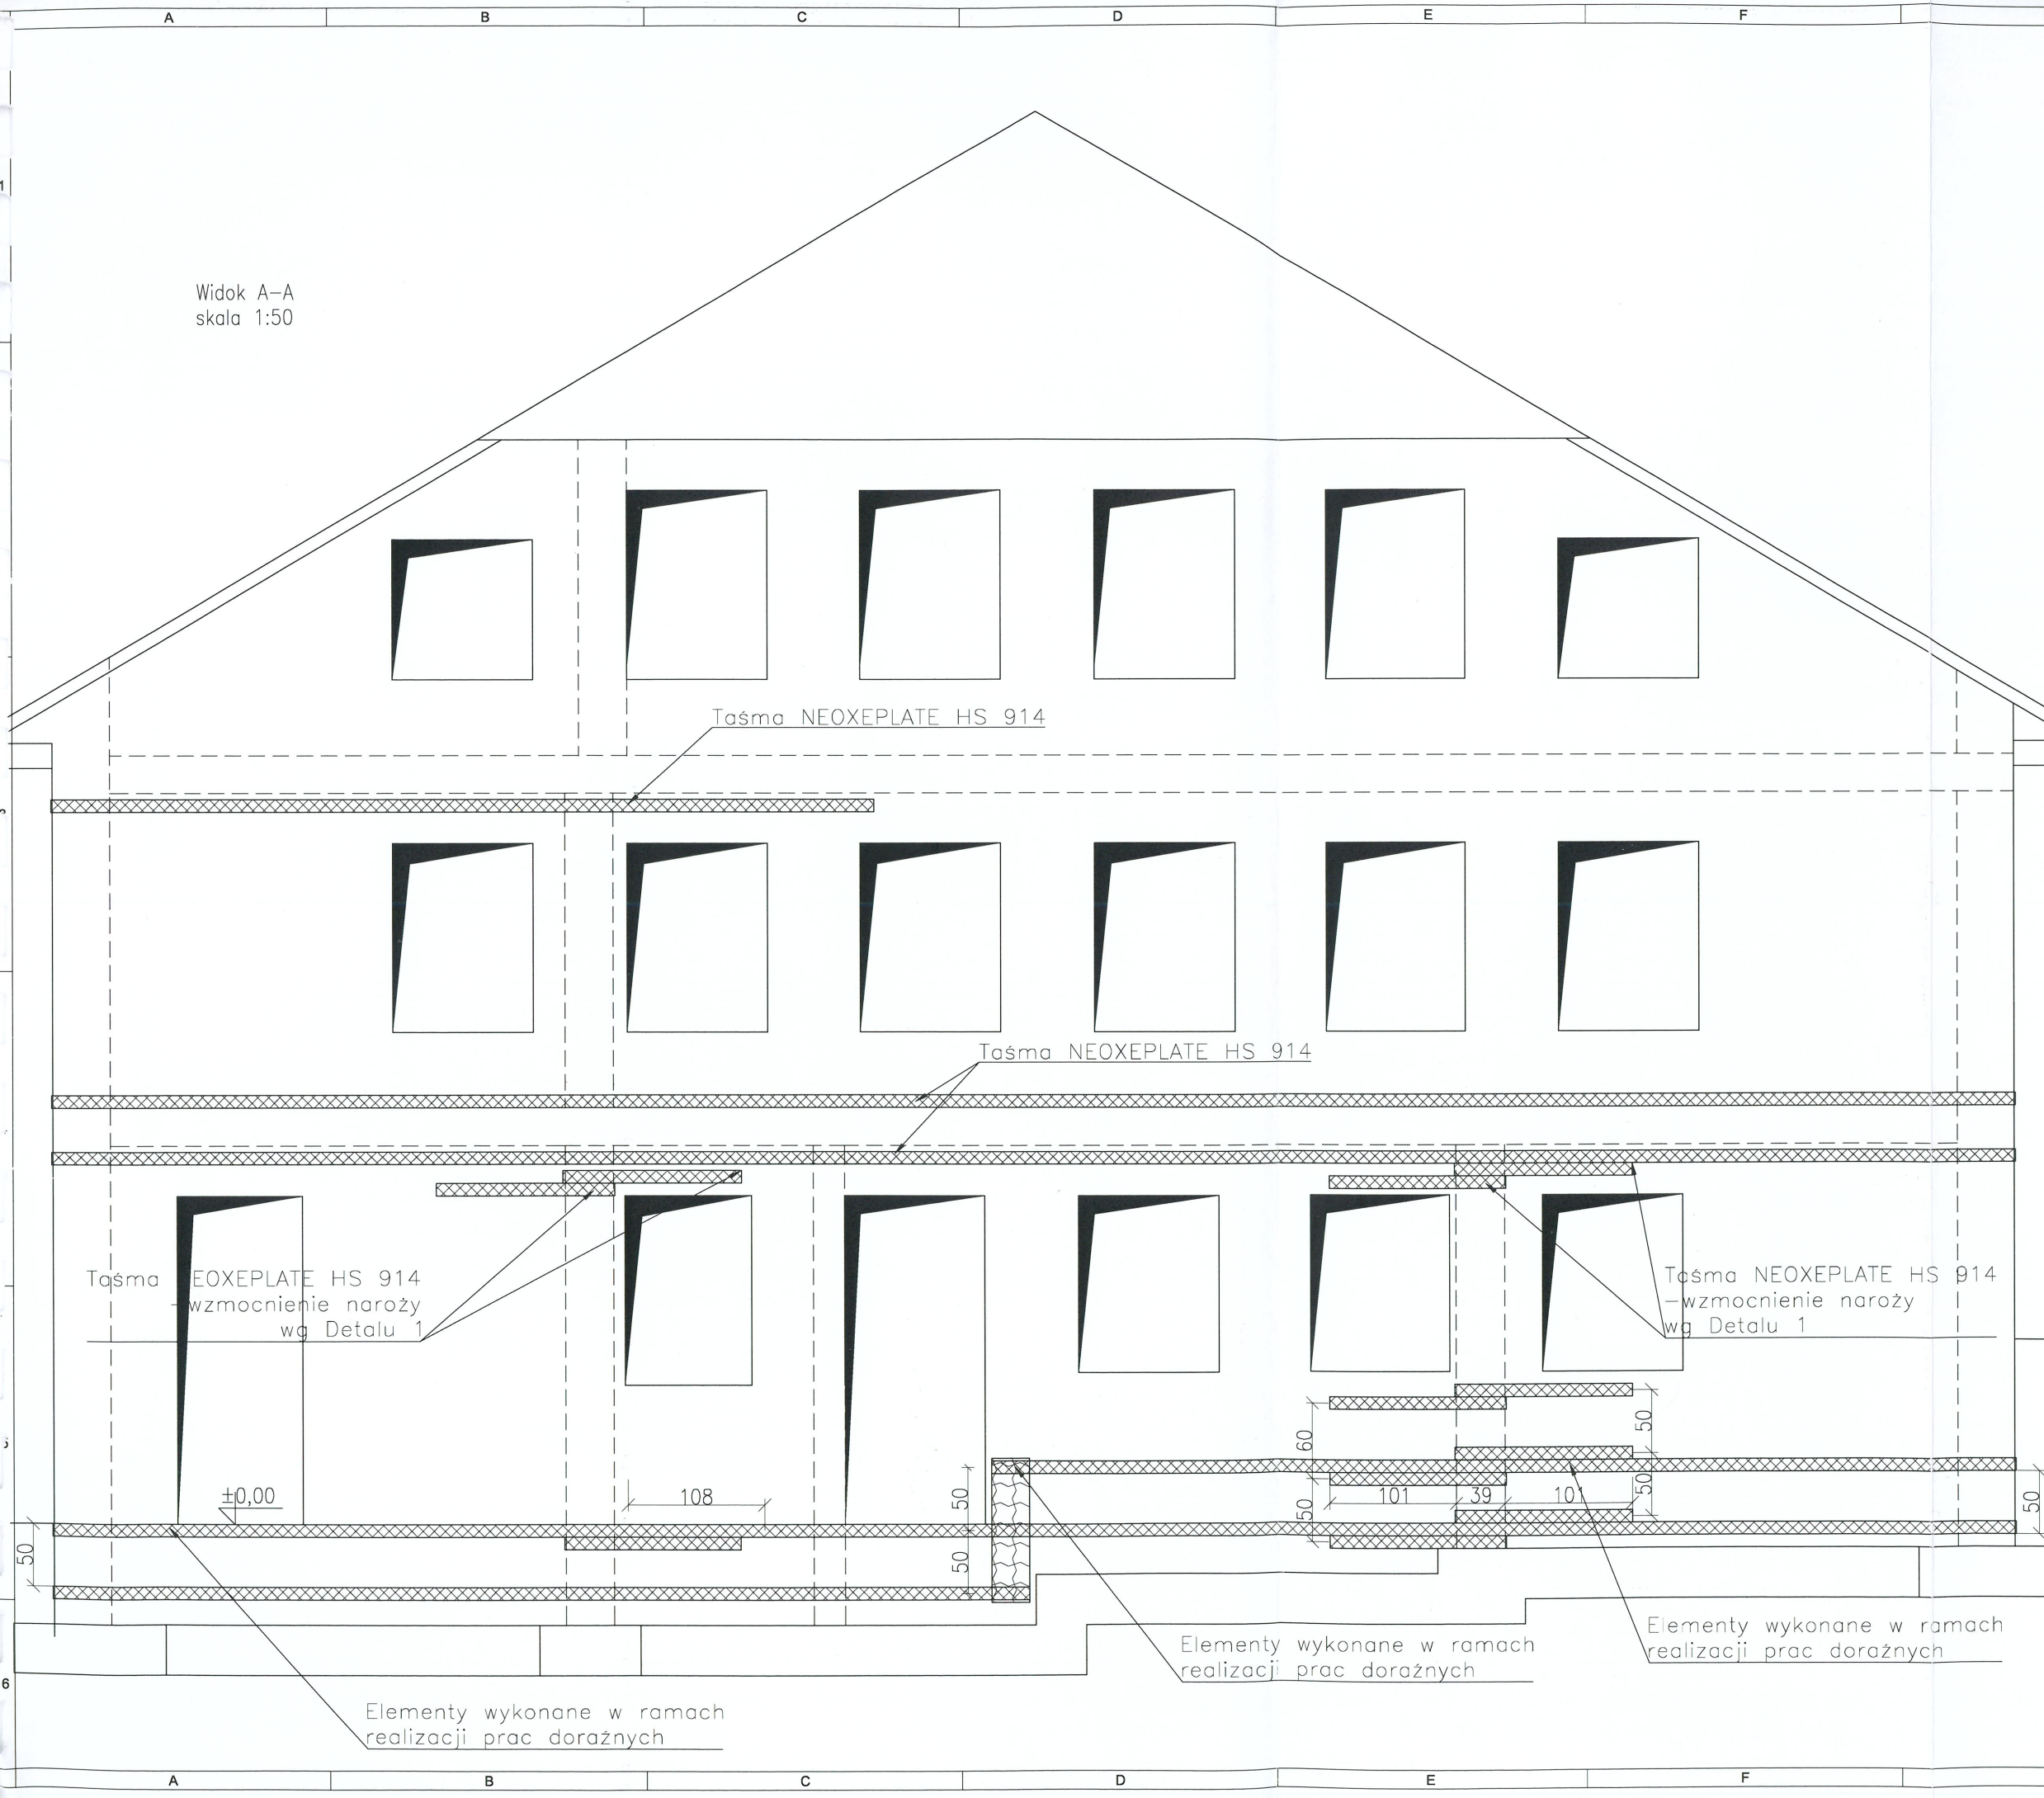 A B C D E F
1
Widok A-A
skala 1:50
Taśma NEOXEPLATE HS 914
Taśma NEOXEPLATE HS 914
Taśma EOXEPLATE HS 914
-wzmocnienie naroży
wg Detalu 1
Taśma NEOXEPLATE HS 914
-wzmocnienie naroży
wg Detalu 1
±0,00
108
50
50
50
60
50
101 39 101
50
50
50
Elementy wykonane w ramach
realizacji prac doraźnych
Elementy wykonane w ramach
realizacji prac doraźnych
Elementy wykonane w ramach
realizacji prac doraźnych
6
A B C D E F